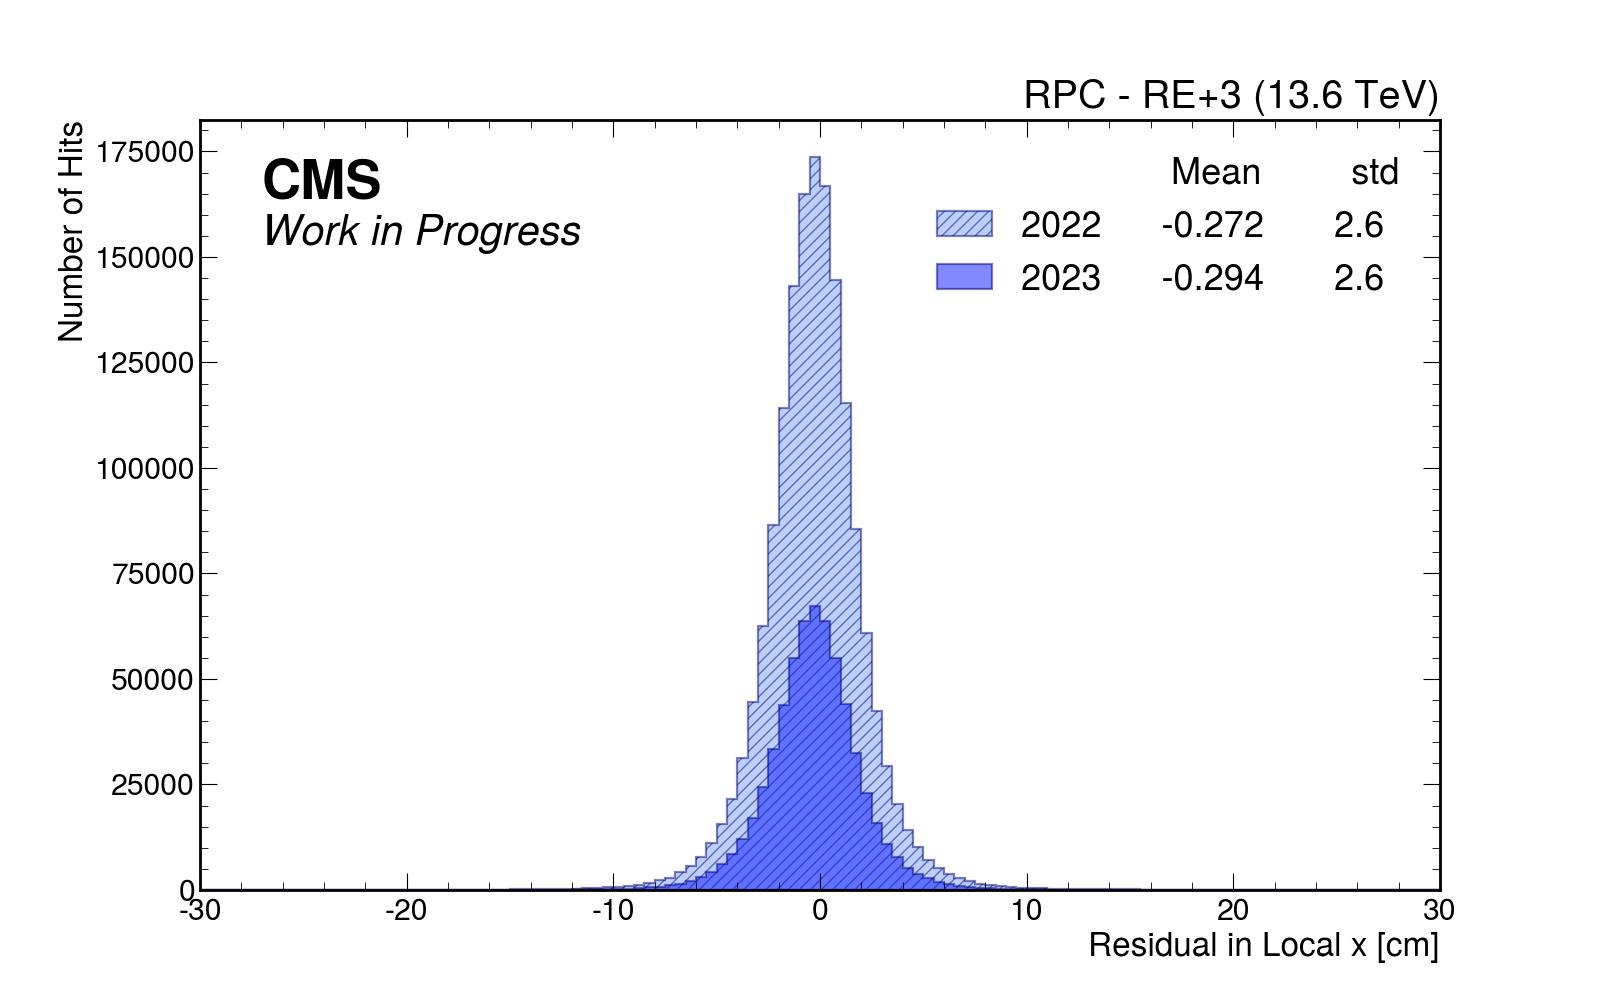 RPC - RE+3 (13.6 TeV)
Number of Hits
CMS
Work in Progress
Mean std
2022 -0.272 2.6
2023 -0.294 2.6
175000
150000
125000
100000
75000
50000
25000
0
-30 -20 -10 0 10 20 30
Residual in Local x [cm]